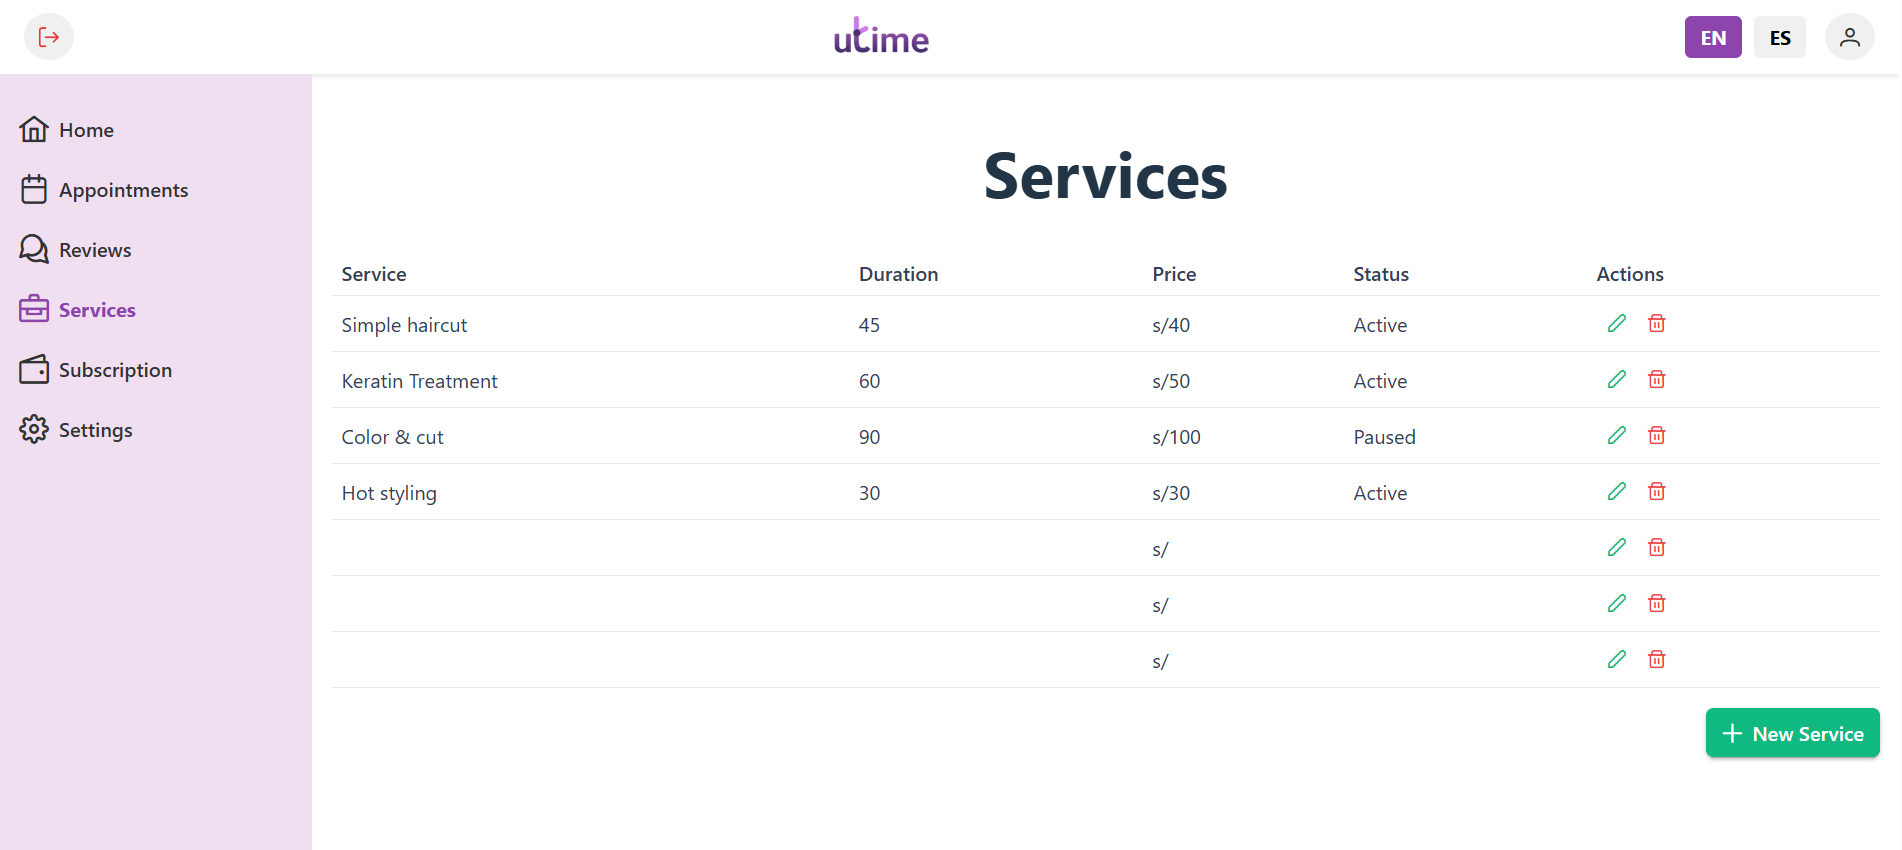 utime
EN ES
Home
Appointments
Reviews
Services
Subscription
Settings
Services
Service Duration Price Status Actions
Simple haircut 45 s/40 Active
Keratin Treatment 60 s/50 Active
Color & cut 90 s/100 Paused
Hot styling 30 s/30 Active
s/
s/
s/
New Service